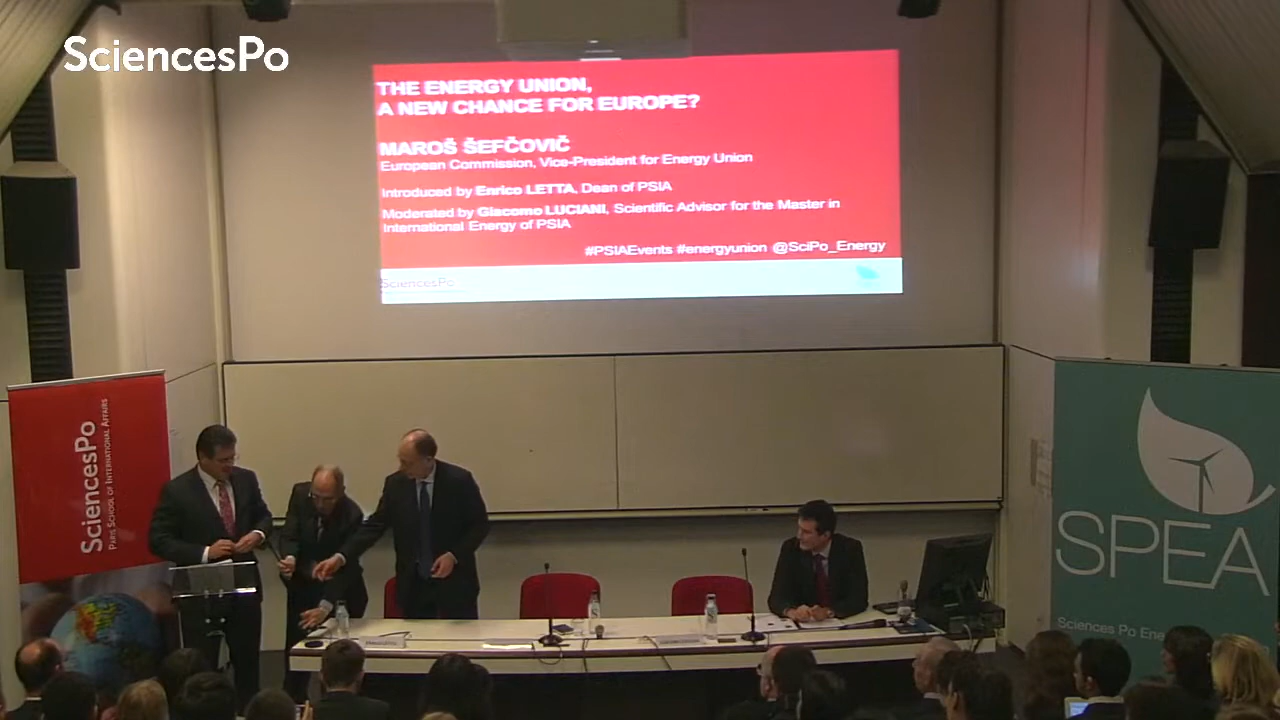 SciencesPo
THE ENERGY UNION,
A NEW CHANCE FOR EUROPE?
MAROŠ ŠEFČOVIČ
European Commission, Vice-President for Energy Union
Introduced by Enrico LETTA, Dean of PSIA
Moderated by Giacomo LUCIANI, Scientific Advisor for the Master in
International Energy of PSIA
#PSIAEvents #energyunion @SciPo_Energy
SciencesPo
SciencesPo
PARIS SCHOOL OF INTERNATIONAL AFFAIRS
SPEA
Sciences Po Ene